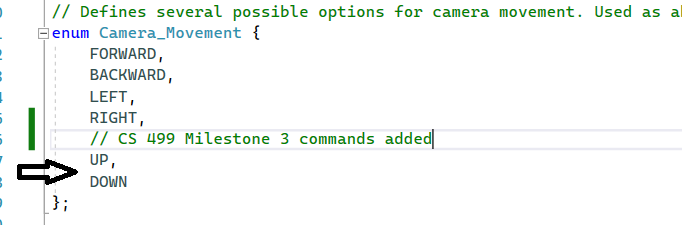 // Defines several possible options for camera movement. Used as
enum Camera_Movement {
FORWARD,
BACKWARD,
LEFT,
RIGHT,
// CS 499 Milestone 3 commands added
UP,
DOWN
};